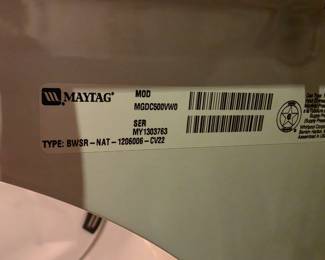 MAYTAG®
MOD
MGDC500VW0
SER
MY1303763
TYPE: BWSR-NAT-1206006-CV22